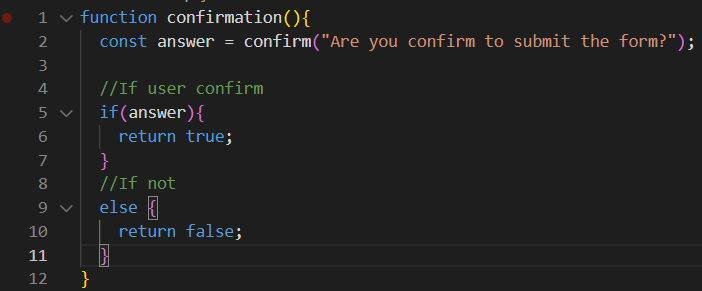 1 function confirmation(){
2 const answer = confirm("Are you confirm to submit the form?");
3
4 //If user confirm
5 if(answer){
6 return true;
7 }
8 //If not
9 else {
10 return false;
11 }
12 }